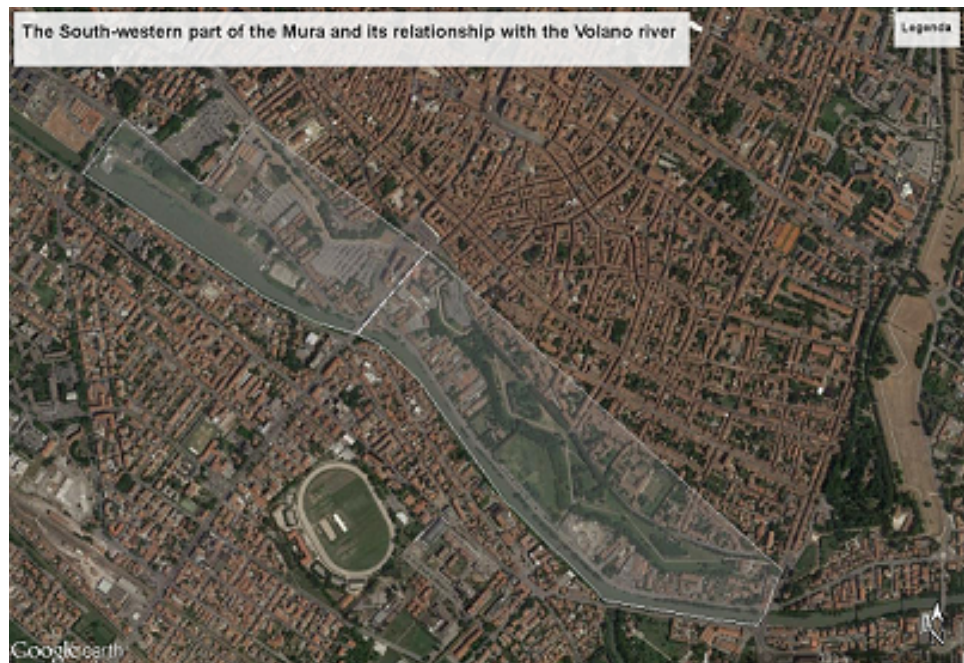 The South-western part of the Mura and its relationship with the Volano river
Legenda
Google earth
N